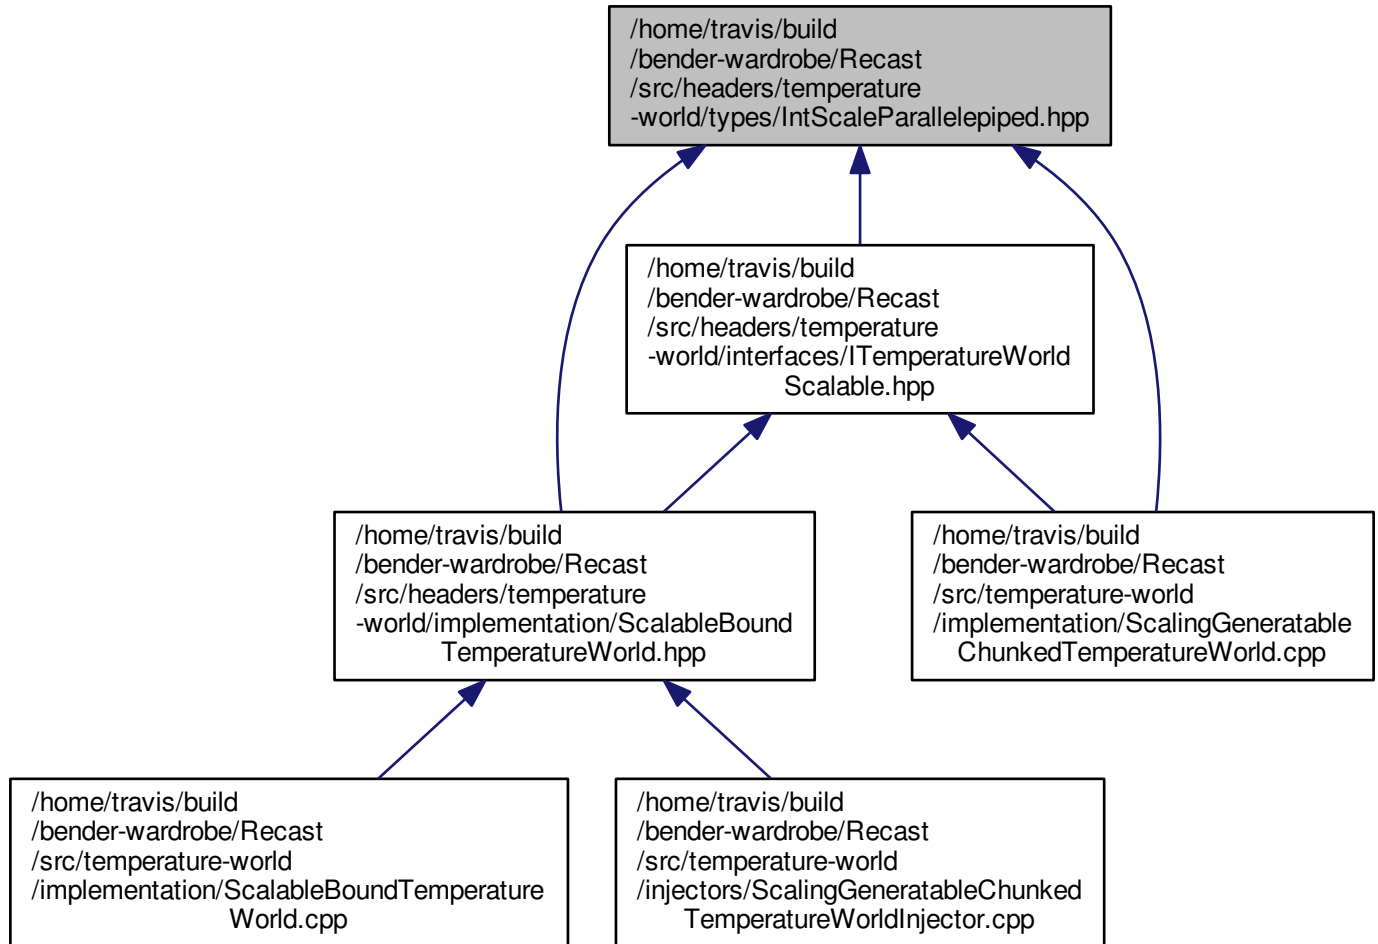 /home/travis/build
/bender-wardrobe/Recast
/src/headers/temperature
-world/types/IntScaleParallelepiped.hpp
/home/travis/build
/bender-wardrobe/Recast
/src/headers/temperature
-world/interfaces/ITemperatureWorld
Scalable.hpp
/home/travis/build
/bender-wardrobe/Recast
/src/headers/temperature
-world/implementation/ScalableBound
TemperatureWorld.hpp
/home/travis/build
/bender-wardrobe/Recast
/src/temperature-world
/implementation/ScalingGeneratable
ChunkedTemperatureWorld.cpp
/home/travis/build
/bender-wardrobe/Recast
/src/temperature-world
/implementation/ScalableBoundTemperature
World.cpp
/home/travis/build
/bender-wardrobe/Recast
/src/temperature-world
/injectors/ScalingGeneratableChunked
TemperatureWorldInjector.cpp